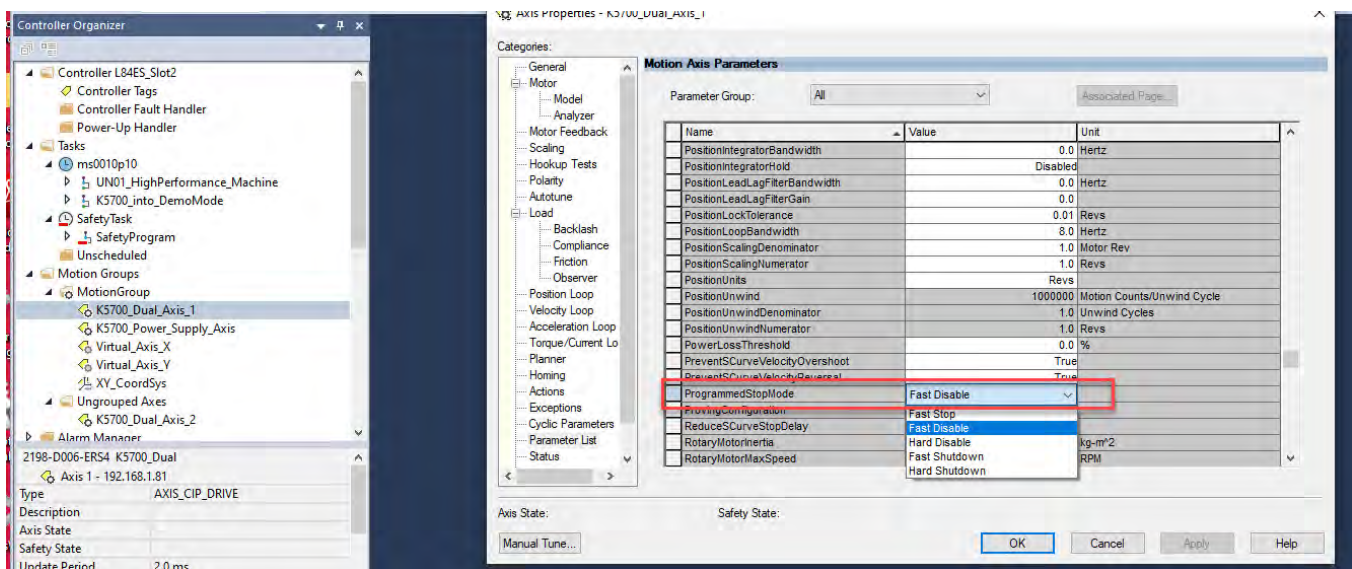 Controller Organizer
Axis Properties - K5700_Dual_Axis_1
Controller L84ES_Slot2
Controller Tags
Controller Fault Handler
Power-Up Handler
Tasks
ms0010p10
UN01_HighPerformance_Machine
K5700_into_DemoMode
SafetyTask
SafetyProgram
Unscheduled
Motion Groups
MotionGroup
K5700_Dual_Axis_1
K5700_Power_Supply_Axis
Virtual_Axis_X
Virtual_Axis_Y
XY_CoordSys
Ungrouped Axes
K5700_Dual_Axis_2
Alarm Manager
2198-D006-ERS4 K5700_Dual
Axis 1 - 192.168.1.81
Type AXIS_CIP_DRIVE
Description
Axis State
Safety State
Update Period 2.0 ms
Categories:
General
Motor
Model
Analyzer
Motor Feedback
Scaling
Hookup Tests
Polarity
Autotune
Load
Backlash
Compliance
Friction
Observer
Position Loop
Velocity Loop
Acceleration Loop
Torque/Current Lo
Planner
Homing
Actions
Exceptions
Cyclic Parameters
Parameter List
Status
Motion Axis Parameters
Parameter Group: All Associated Page...
Name Value Unit
PositionIntegratorBandwidth 0.0 Hertz
PositionIntegratorHold Disabled
PositionLeadLagFilterBandwidth 0.0 Hertz
PositionLeadLagFilterGain 0.0
PositionLockTolerance 0.01 Revs
PositionLoopBandwidth 8.0 Hertz
PositionScalingDenominator 1.0 Motor Rev
PositionScalingNumerator 1.0 Revs
PositionUnits Revs
PositionUnwind 1000000 Motion Counts/Unwind Cycle
PositionUnwindDenominator 1.0 Unwind Cycles
PositionUnwindNumerator 1.0 Revs
PowerLossThreshold 0.0 %
PreventSCurveVelocityOvershoot True
PreventSCurveVelocityReversal True
ProgrammedStopMode Fast Disable
ProvingConfiguration Fast Stop
ReduceSCurveStopDelay Fast Disable
RotaryMotorInertia Hard Disable kg-m^2
RotaryMotorMaxSpeed Fast Shutdown RPM
Hard Shutdown
Axis State: Safety State:
Manual Tune... OK Cancel Apply Help